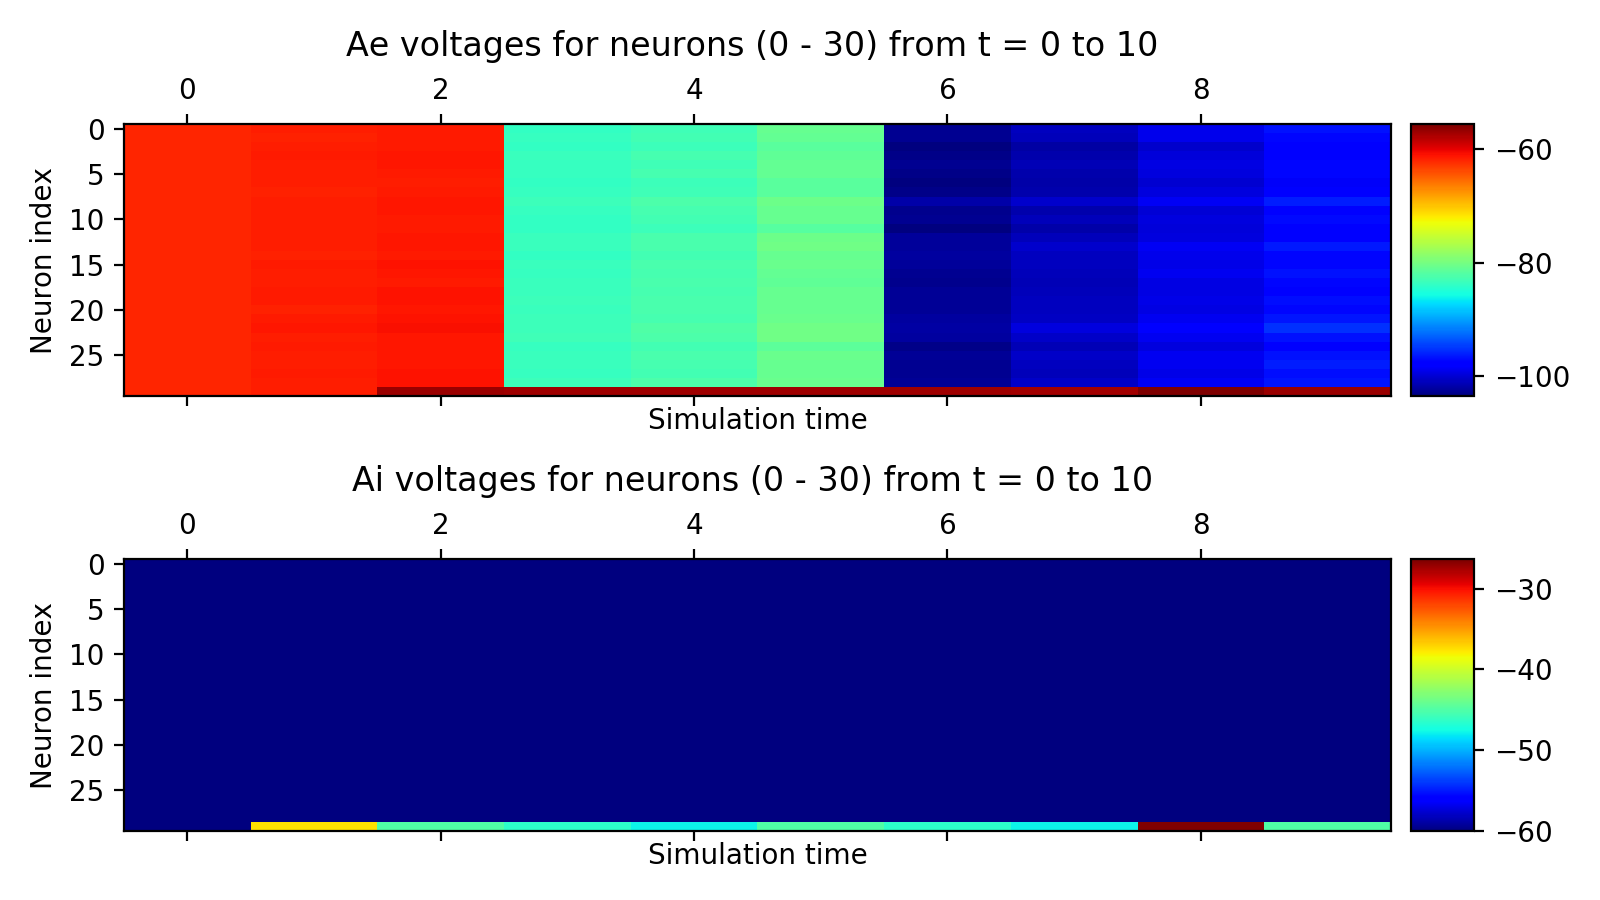 Ae voltages for neurons (0 - 30) from t = 0 to 10
0 2 4 6 8
Neuron index
0
5
10
15
20
25
Simulation time
−60
−80
−100
Ai voltages for neurons (0 - 30) from t = 0 to 10
0 2 4 6 8
Neuron index
0
5
10
15
20
25
Simulation time
−30
−40
−50
−60